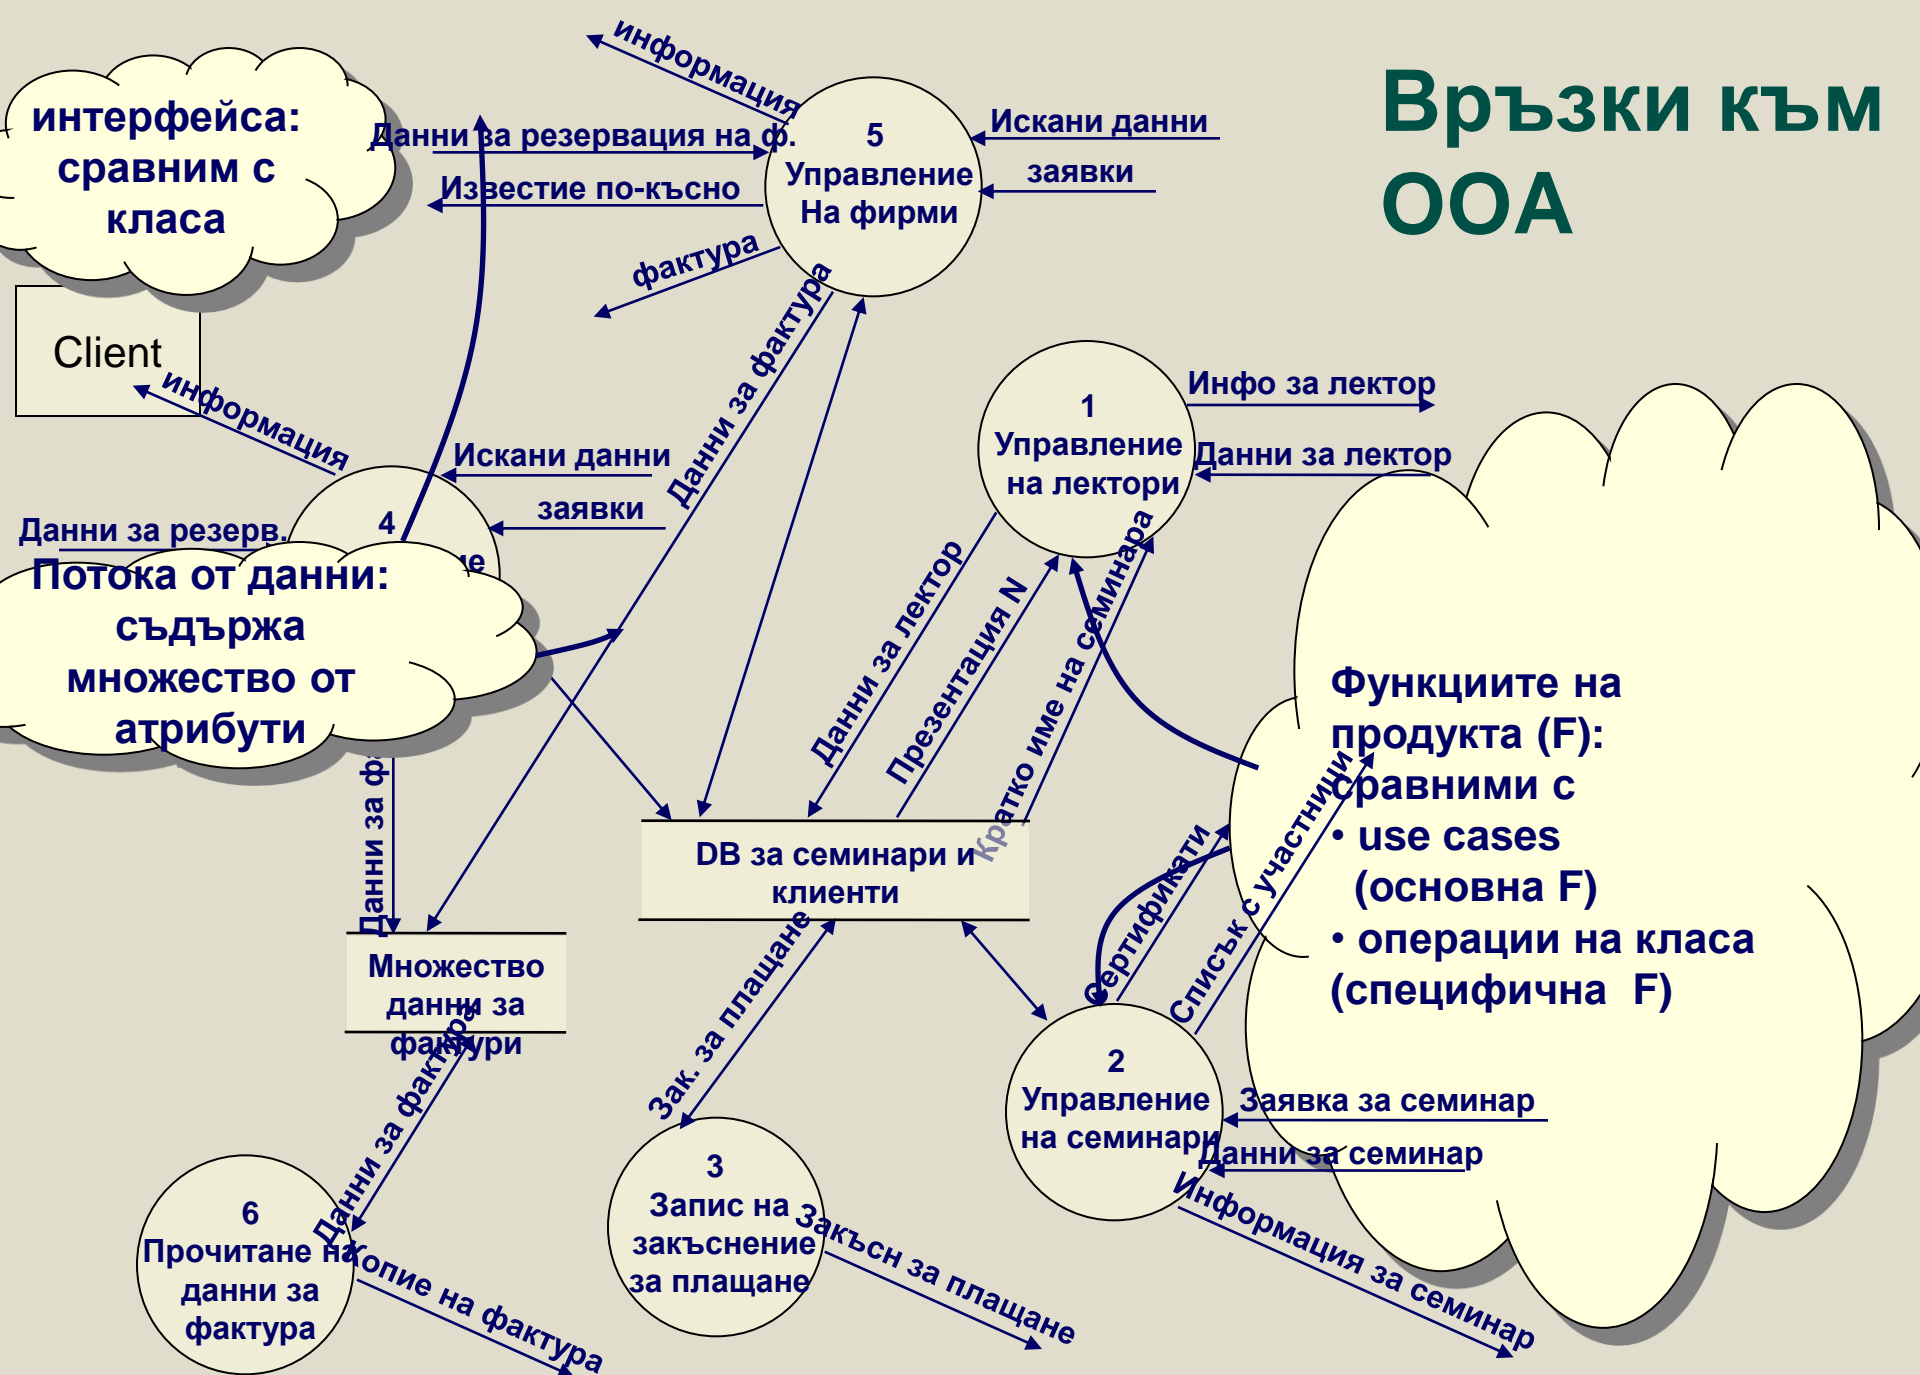 Връзки към
ООА
интерфейса:
сравним с
класа
информация
Данни за резервация на ф.
Известие по-късно
фактура
5
Управление
На фирми
Искани данни
заявки
Client
информация
Искани данни
заявки
Данни за резерв.
4
Потока от данни:
съдържа
множество от
атрибути
Данни за фактура
1
Управление
на лектори
Инфо за лектор
Данни за лектор
Данни за лектор
Презентация N
Кратко име на семинара
Функциите на
продукта (F):
сравними с
• use cases
(основна F)
• операции на класа
(специфична F)
DB за семинари и
клиенти
Сертификати
Списък с участници
Данни за
Множество
данни за
фактури
Зак. за плащане
Данни за фактура
2
Управление
на семинари
Заявка за семинар
Данни за семинар
Информация за семинар
3
Запис на
закъснение
за плащане
Закъсн за плащане
6
Прочитане на
данни за
фактура
Копие на фактура